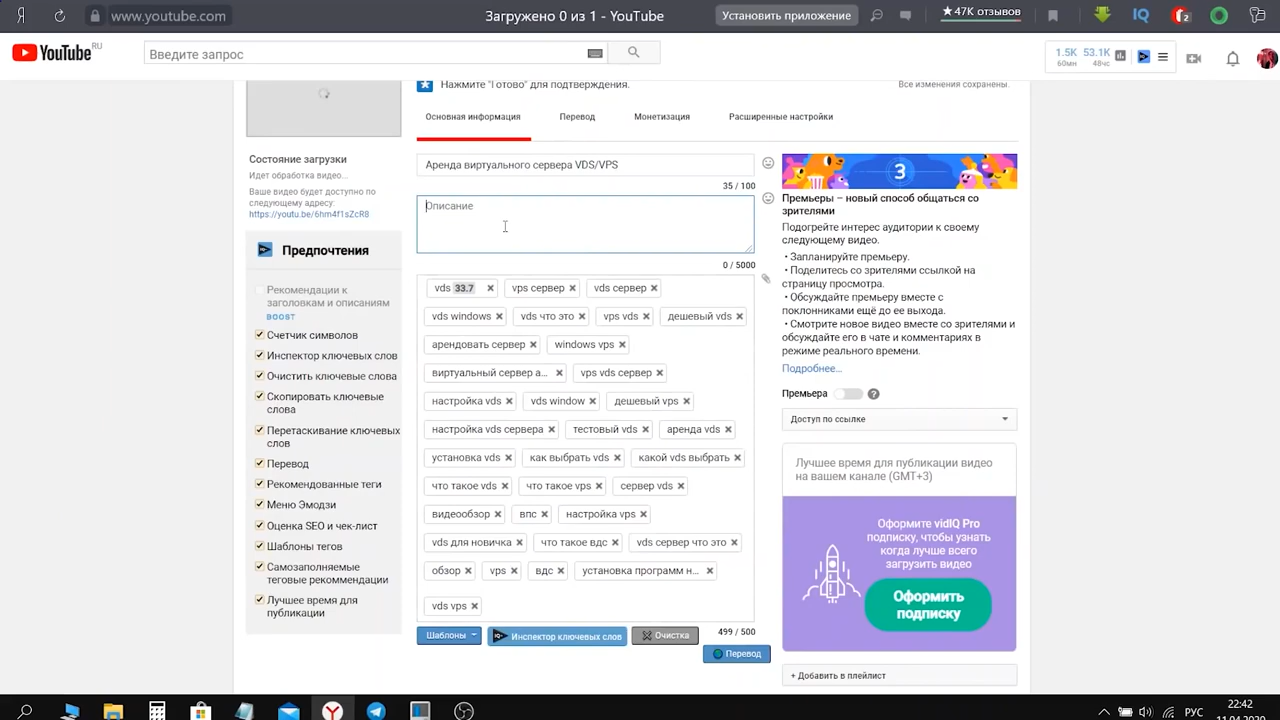 www.youtube.com
Загружено 0 из 1 - YouTube
Установить приложение
★47К отзывов
IQ
2
YouTube RU
Введите запрос
1.5K 53.1K
60мн 48чс
Нажмите "Готово" для подтверждения.
Все изменения сохранены.
Основная информация
Перевод
Монетизация
Расширенные настройки
Состояние загрузки
Идет обработка видео...
Ваше видео будет доступно по
следующему адресу:
https://youtu.be/6hm4f1sZcR8
Предпочтения
Рекомендации к
заголовкам и описаниям
BOOST
Счетчик символов
Инспектор ключевых слов
Очистить ключевые слова
Скопировать ключевые
слова
Перетаскивание ключевых
слов
Перевод
Рекомендованные теги
Меню Эмодзи
Оценка SEO и чек-лист
Шаблоны тегов
Самозаполняемые
теговые рекомендации
Лучшее время для
публикации
Аренда виртуального сервера VDS/VPS
35 / 100
Описание
0 / 5000
vds 33.7 vps сервер vds сервер
vds windows vds что это vps vds дешевый vds
арендовать сервер windows vps
виртуальный сервер а... vps vds сервер
настройка vds vds window дешевый vps
настройка vds сервера тестовый vds аренда vds
установка vds как выбрать vds какой vds выбрать
что такое vds что такое vps сервер vds
видеообзор впс настройка vps
vds для новичка что такое вдс vds сервер что это
обзор vps вдс установка программ н...
vds vps
Шаблоны
Инспектор ключевых слов
Очистка
499 / 500
Перевод
3
Премьеры – новый способ общаться со
зрителями
Подогрейте интерес аудитории к своему
следующему видео.
• Запланируйте премьеру.
• Поделитесь со зрителями ссылкой на
страницу просмотра.
• Обсуждайте премьеру вместе с
поклонниками ещё до ее выхода.
• Смотрите новое видео вместе со зрителями и
обсуждайте его в чате и комментариях в
режиме реального времени.
Подробнее...
Премьера ?
Доступ по ссылке
Лучшее время для публикации видео
на вашем канале (GMT+3)
Оформите vidIQ Pro
подписку, чтобы узнать
когда лучше всего
загрузить видео
Оформить
подписку
+ Добавить в плейлист
РУС
22:42
11.04.2020